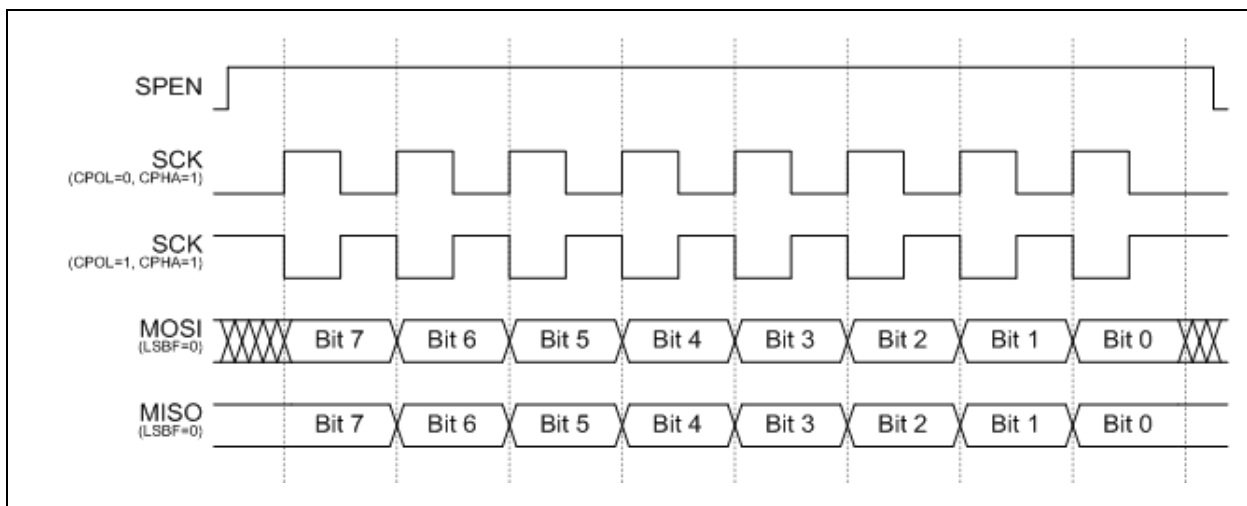 SPEN
SCK
(CPOL=0, CPHA=1)
SCK
(CPOL=1, CPHA=1)
MOSI
(LSBF=0)
Bit 7 Bit 6 Bit 5 Bit 4 Bit 3 Bit 2 Bit 1 Bit 0
MISO
(LSBF=0)
Bit 7 Bit 6 Bit 5 Bit 4 Bit 3 Bit 2 Bit 1 Bit 0